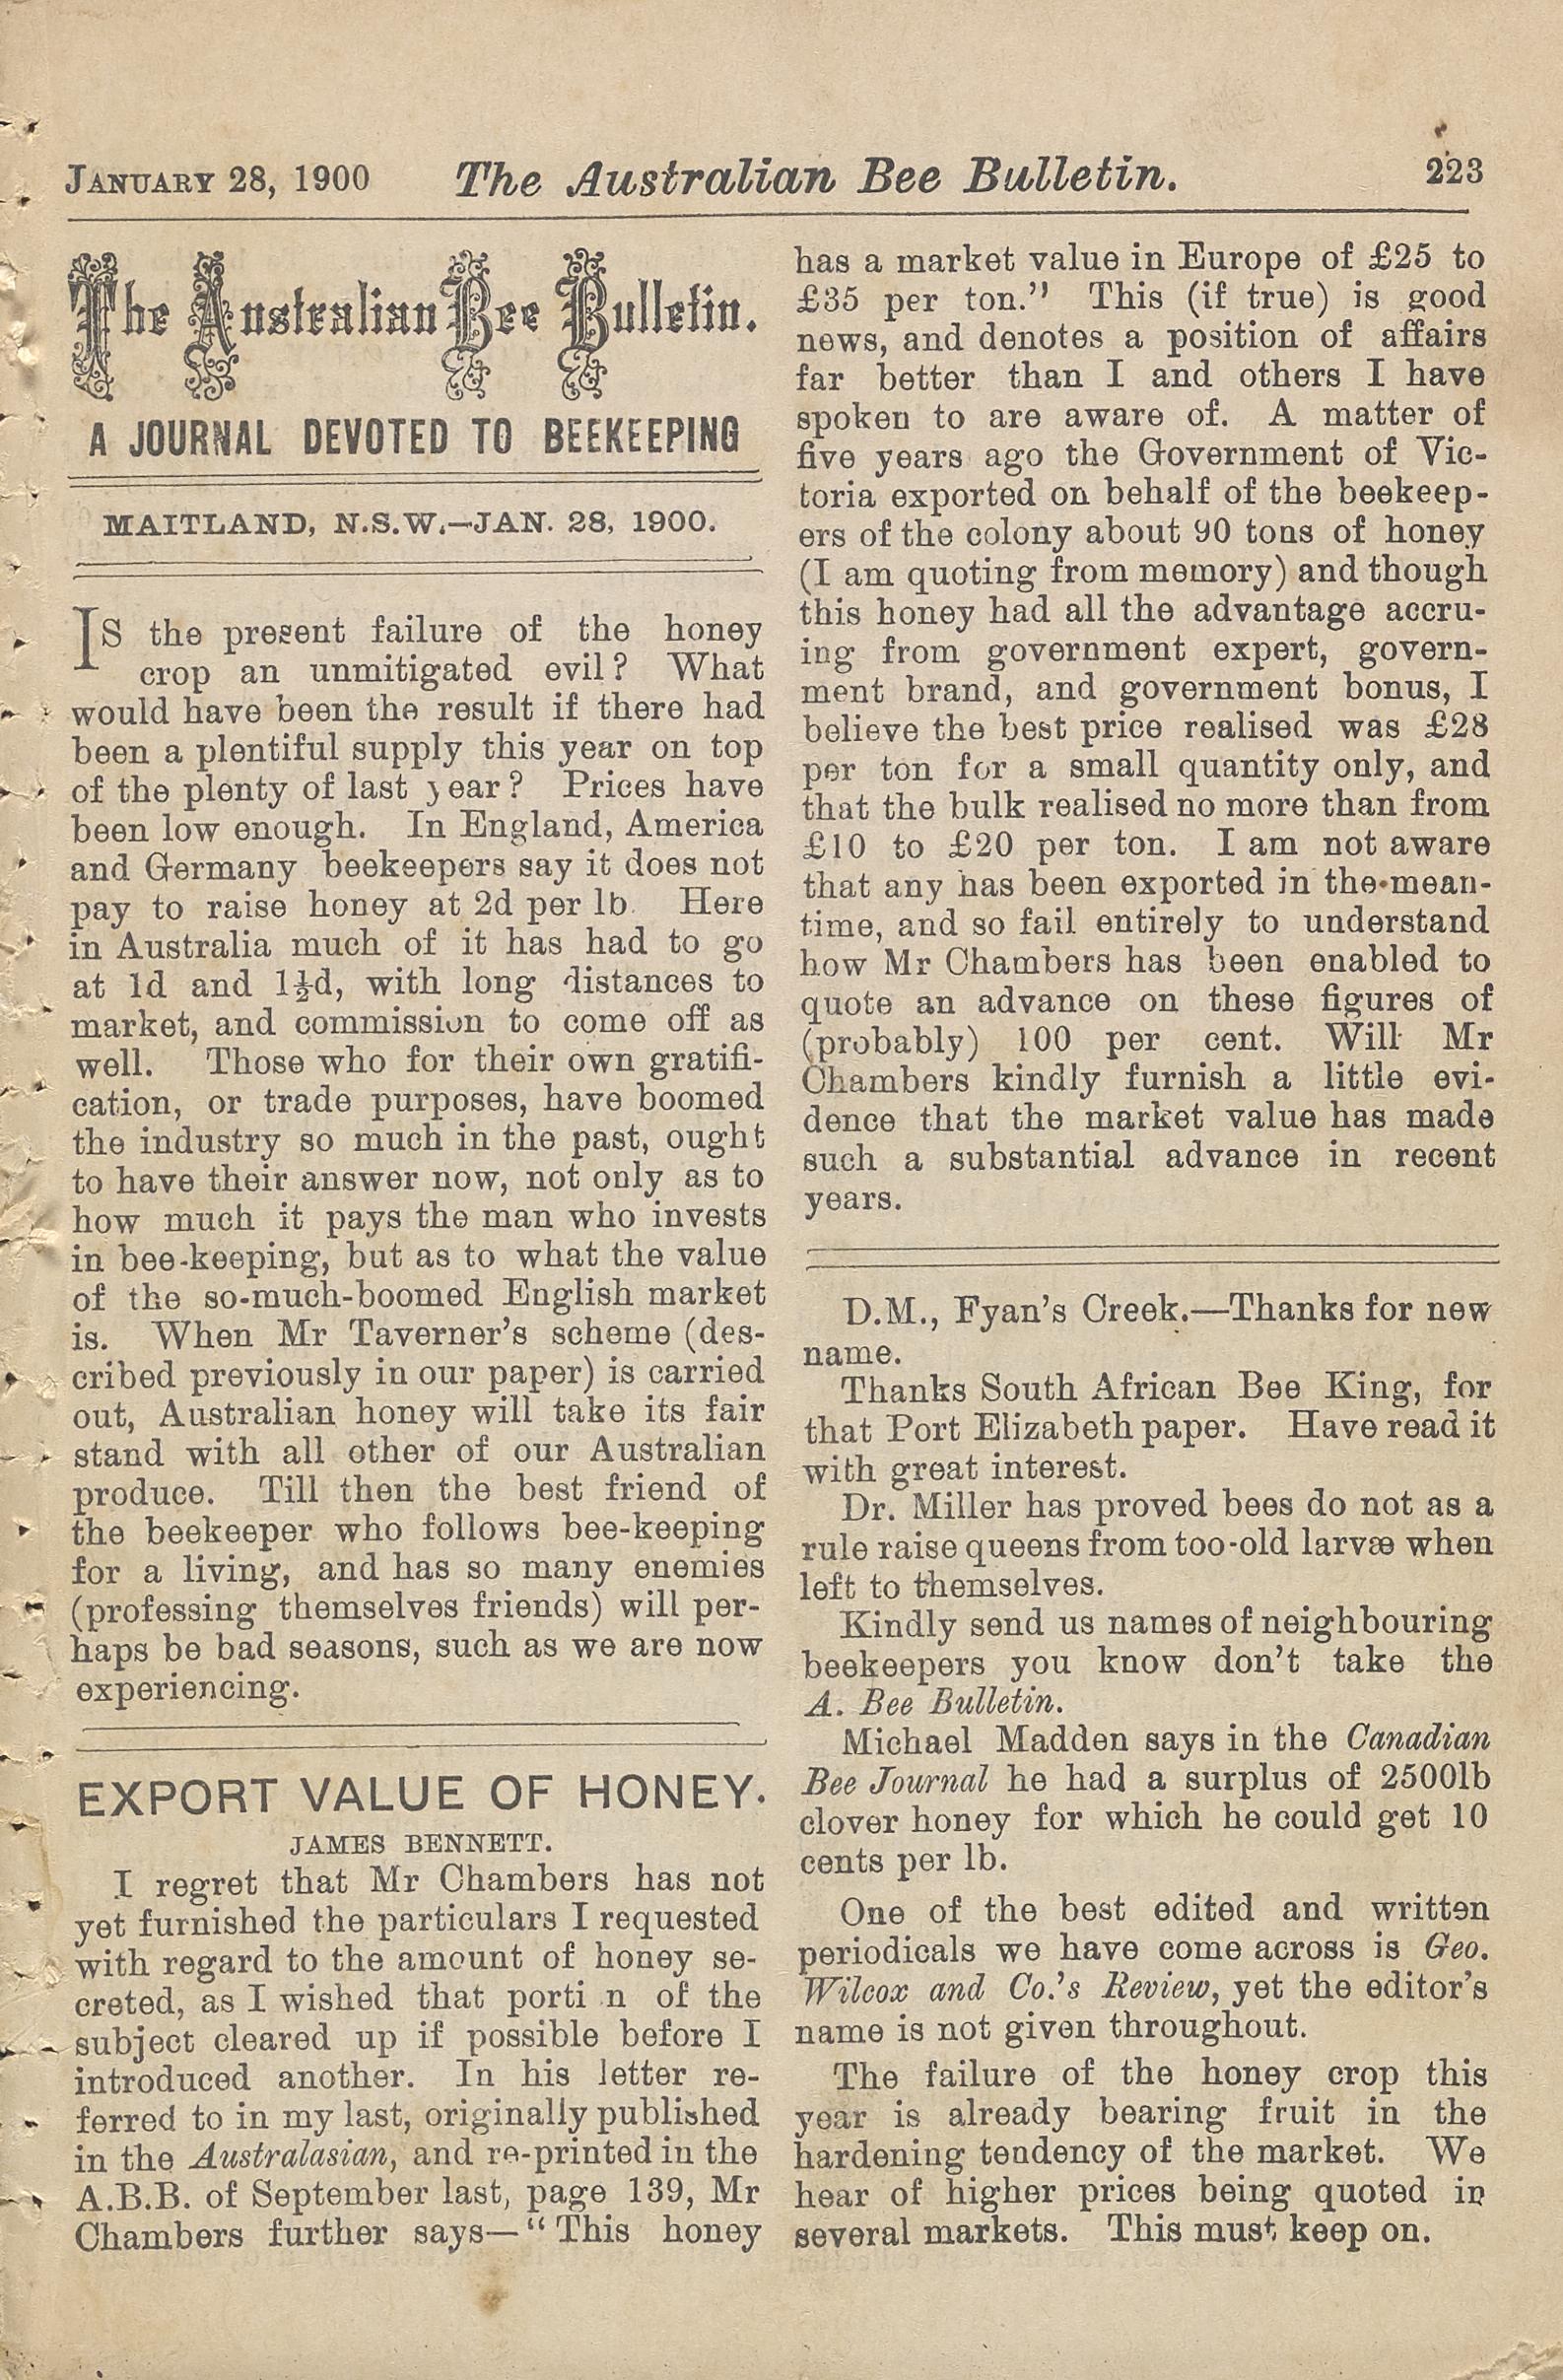 JANUARY 28, 1900 The Australian Bee Bulletin. 223
The Australian Bee Bulletin.
A JOURNAL DEVOTED TO BEEKEEPING
MAITLAND, N.S.W.—JAN. 28, 1900.
IS the present failure of the honey
crop an unmitigated evil? What
would have been the result if there had
been a plentiful supply this year on top
of the plenty of last year? Prices have
been low enough. In England, America
and Germany beekeepers say it does not
pay to raise honey at 2d per lb. Here
in Australia much of it has had to go
at 1d and 1½d, with long distances to
market, and commission to come off as
well. Those who for their own gratifi-
cation, or trade purposes, have boomed
the industry so much in the past, ought
to have their answer now, not only as to
how much it pays the man who invests
in bee-keeping, but as to what the value
of the so-much-boomed English market
is. When Mr Taverner's scheme (des-
cribed previously in our paper) is carried
out, Australian honey will take its fair
stand with all other of our Australian
produce. Till then the best friend of
the beekeeper who follows bee-keeping
for a living, and has so many enemies
(professing themselves friends) will per-
haps be bad seasons, such as we are now
experiencing.
EXPORT VALUE OF HONEY.
JAMES BENNETT.
I regret that Mr Chambers has not
yet furnished the particulars I requested
with regard to the amount of honey se-
creted, as I wished that porti n of the
subject cleared up if possible before I
introduced another. In his letter re-
ferred to in my last, originally published
in the Australasian, and re-printed in the
A.B.B. of September last, page 139, Mr
Chambers further says—"This honey
has a market value in Europe of £25 to
£35 per ton." This (if true) is good
news, and denotes a position of affairs
far better than I and others I have
spoken to are aware of. A matter of
five years ago the Government of Vic-
toria exported on behalf of the beekeep-
ers of the colony about 90 tons of honey
(I am quoting from memory) and though
this honey had all the advantage accru-
ing from government expert, govern-
ment brand, and government bonus, I
believe the best price realised was £28
per ton for a small quantity only, and
that the bulk realised no more than from
£10 to £20 per ton. I am not aware
that any has been exported in the mean-
time, and so fail entirely to understand
how Mr Chambers has been enabled to
quote an advance on these figures of
(probably) 100 per cent. Will Mr
Chambers kindly furnish a little evi-
dence that the market value has made
such a substantial advance in recent
years.
D.M., Fyan's Creek.—Thanks for new
name.
Thanks South African Bee King, for
that Port Elizabeth paper. Have read it
with great interest.
Dr. Miller has proved bees do not as a
rule raise queens from too-old larvæ when
left to themselves.
Kindly send us names of neighbouring
beekeepers you know don't take the
A. Bee Bulletin.
Michael Madden says in the Canadian
Bee Journal he had a surplus of 2500lb
clover honey for which he could get 10
cents per lb.
One of the best edited and written
periodicals we have come across is Geo.
Wilcox and Co.'s Review, yet the editor's
name is not given throughout.
The failure of the honey crop this
year is already bearing fruit in the
hardening tendency of the market. We
hear of higher prices being quoted in
several markets. This must keep on.